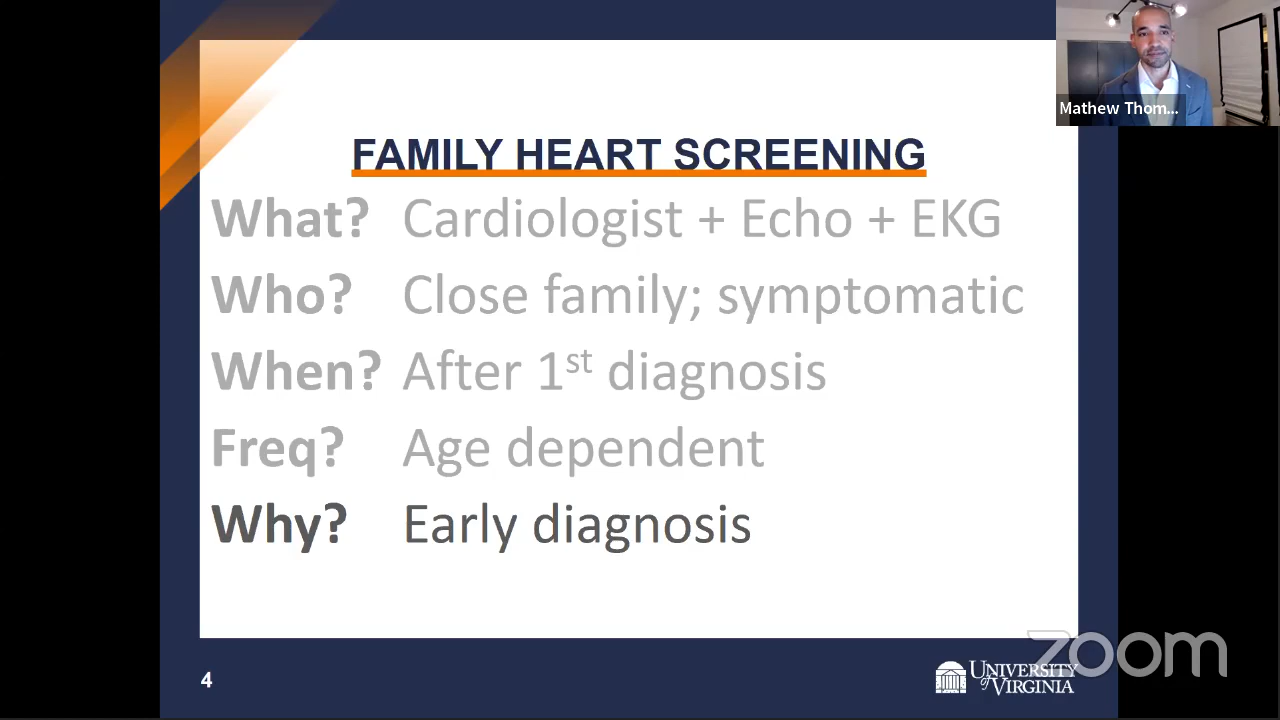 Mathew Thom...
FAMILY HEART SCREENING
What? Cardiologist + Echo + EKG
Who? Close family; symptomatic
When? After 1st diagnosis
Freq? Age dependent
Why? Early diagnosis
4
UNIVERSITY
of VIRGINIA
zoom